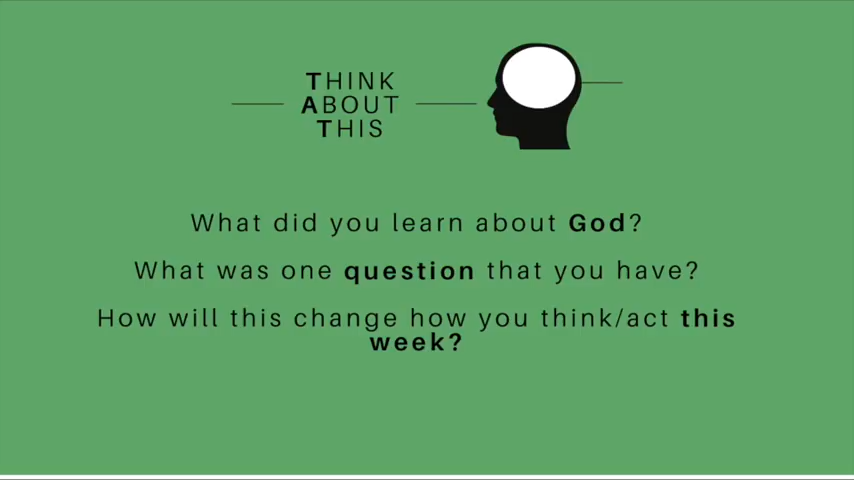 THINK
ABOUT
THIS
What did you learn about God?
What was one question that you have?
How will this change how you think/act this
week?